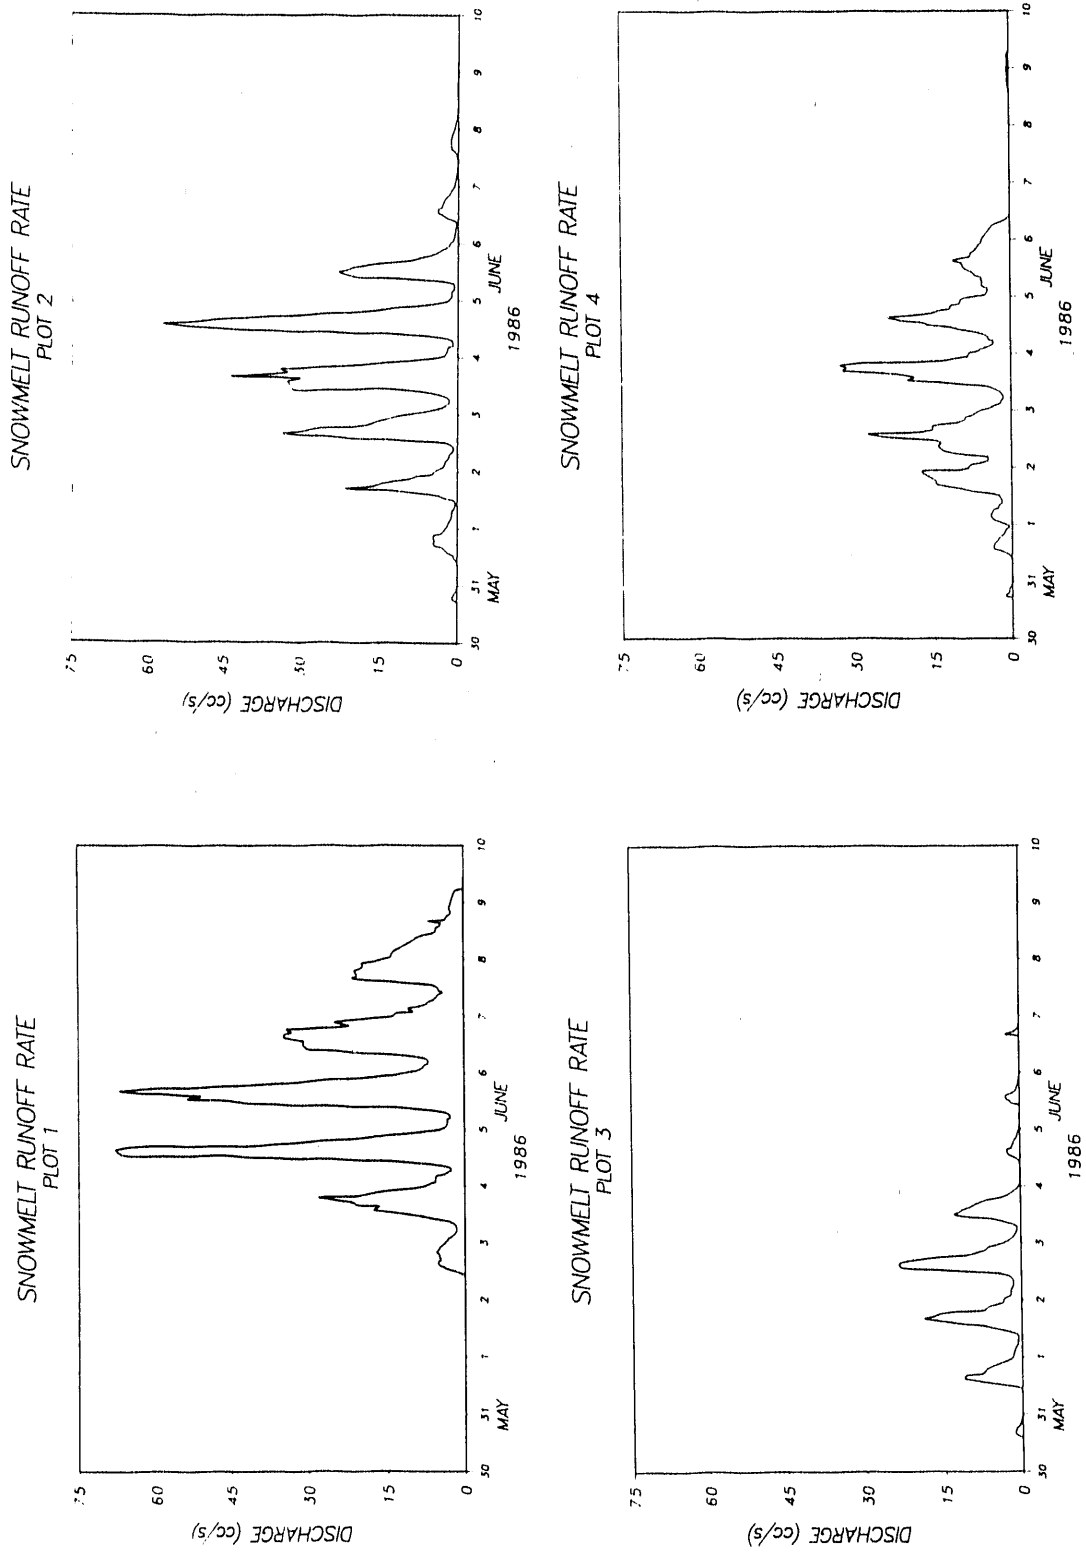 SNOWMELT RUNOFF RATE
PLOT 1
DISCHARGE (cc/s)
75
60
45
30
15
0
30 31 1 2 3 4 5 6 7 8 9 10
MAY JUNE
1986
SNOWMELT RUNOFF RATE
PLOT 2
DISCHARGE (cc/s)
75
60
45
30
15
0
30 31 1 2 3 4 5 6 7 8 9 10
MAY JUNE
1986
SNOWMELT RUNOFF RATE
PLOT 3
DISCHARGE (cc/s)
75
60
45
30
15
0
30 31 1 2 3 4 5 6 7 8 9 10
MAY JUNE
1986
SNOWMELT RUNOFF RATE
PLOT 4
DISCHARGE (cc/s)
75
60
45
30
15
0
30 31 1 2 3 4 5 6 7 8 9 10
MAY JUNE
1986